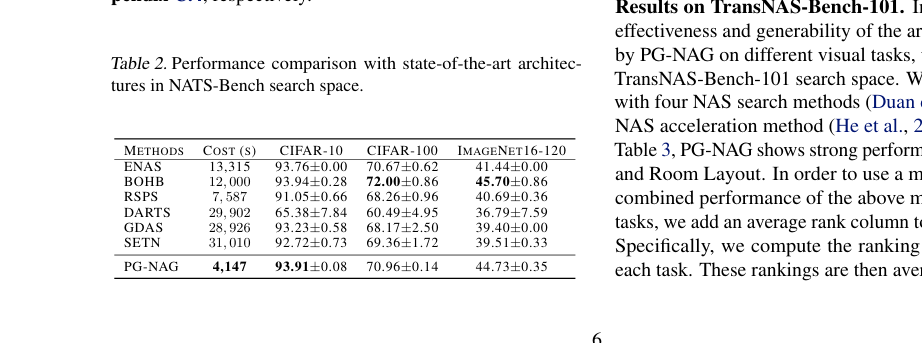 pendix C.4, respectively.
Table 2. Performance comparison with state-of-the-art architec-
tures in NATS-Bench search space.
METHODS COST (S) CIFAR-10 CIFAR-100 IMAGENET16-120
ENAS 13,315 93.76±0.00 70.67±0.62 41.44±0.00
BOHB 12,000 93.94±0.28 72.00±0.86 45.70±0.86
RSPS 7,587 91.05±0.66 68.26±0.96 40.69±0.36
DARTS 29,902 65.38±7.84 60.49±4.95 36.79±7.59
GDAS 28,926 93.23±0.58 68.17±2.50 39.40±0.00
SETN 31,010 92.72±0.73 69.36±1.72 39.51±0.33
PG-NAG 4,147 93.91±0.08 70.96±0.14 44.73±0.35
Results on TransNAS-Bench-101. I
effectiveness and generability of the ar
by PG-NAG on different visual tasks,
TransNAS-Bench-101 search space. W
with four NAS search methods (Duan
NAS acceleration method (He et al., 2
Table 3, PG-NAG shows strong perform
and Room Layout. In order to use a m
combined performance of the above m
tasks, we add an average rank column t
Specifically, we compute the ranking
each task. These rankings are then aver
6